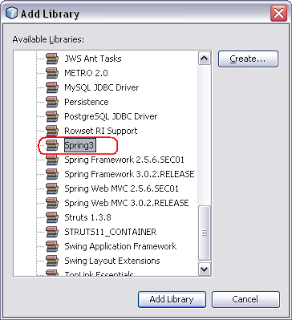 Add Library
Available Libraries:
JWS Ant Tasks
Create...
METRO 2.0
MySQL JDBC Driver
Persistence
PostgreSQL JDBC Driver
Rowset RI Support
Spring3
Spring Framework 2.5.6.SEC01
Spring Framework 3.0.2.RELEASE
Spring Web MVC 2.5.6.SEC01
Spring Web MVC 3.0.2.RELEASE
Struts 1.3.8
STRUTS11_CONTAINER
Swing Application Framework
Swing Layout Extensions
TopLink Essentials
Add Library
Cancel